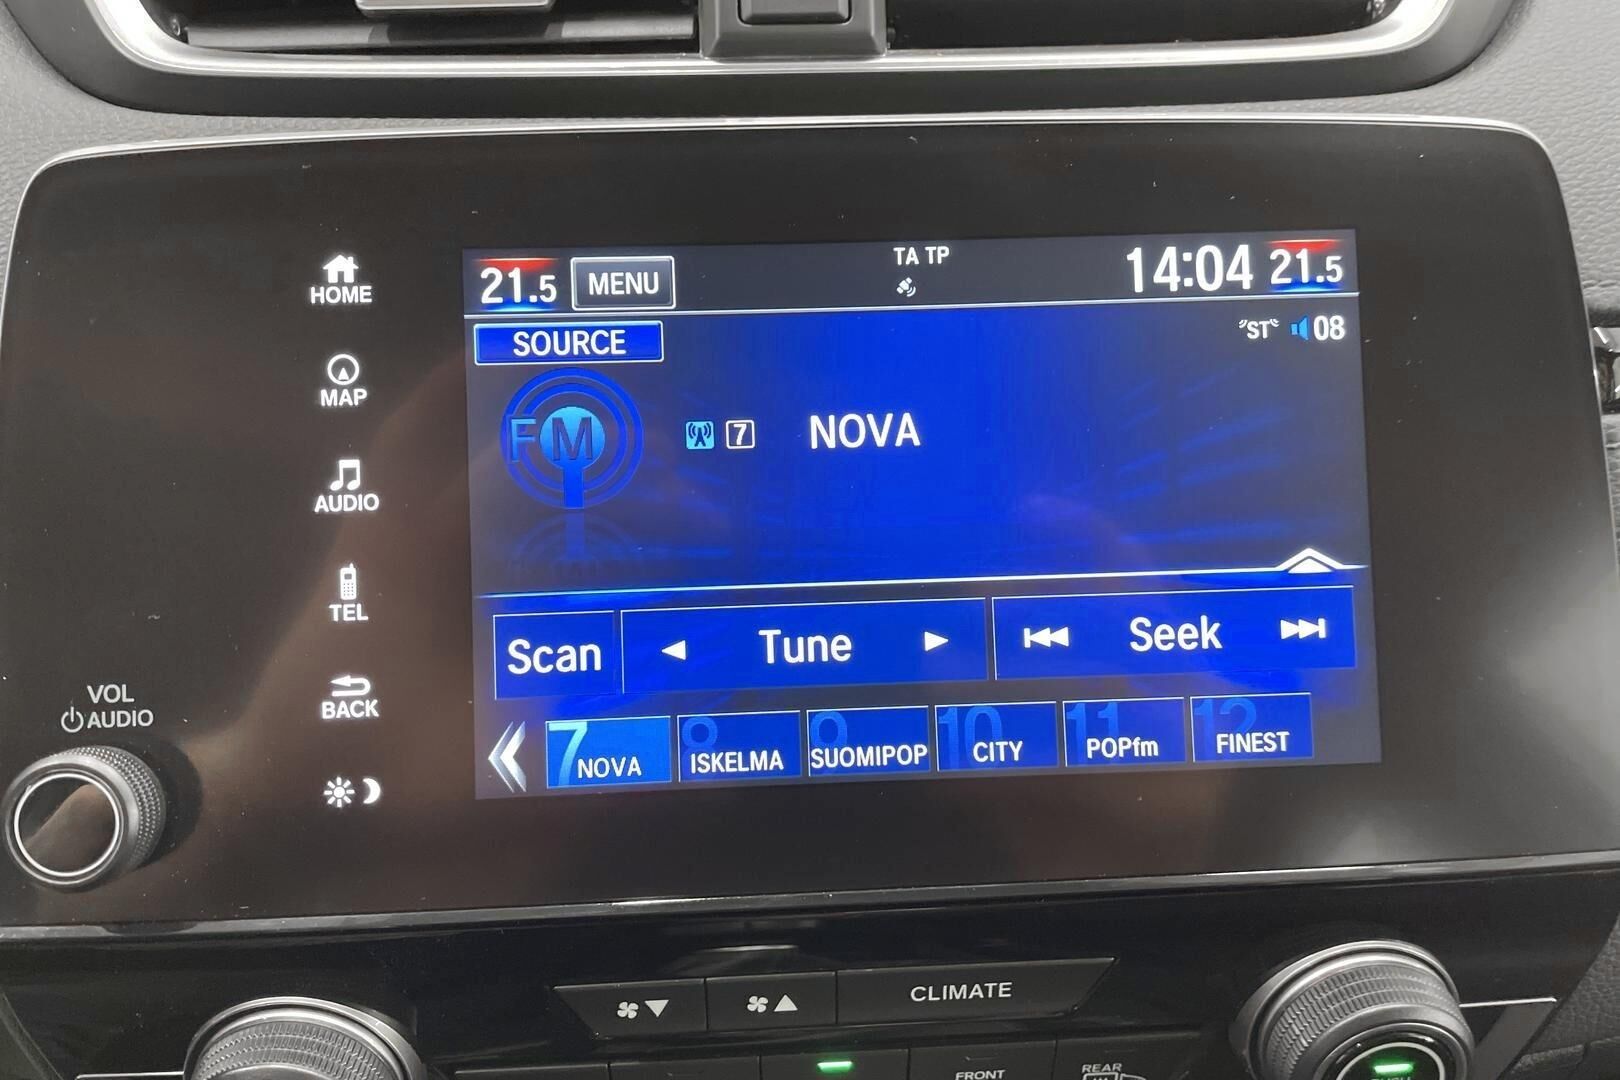 HOME
MAP
AUDIO
TEL
BACK
VOL
AUDIO
21.5 MENU TA TP 14:04 21.5
SOURCE ST 08
FM 7 NOVA
Scan Tune Seek
7 NOVA 8 ISKELMA 9 SUOMIPOP 10 CITY 11 POPfm 12 FINEST
CLIMATE
FRONT REAR